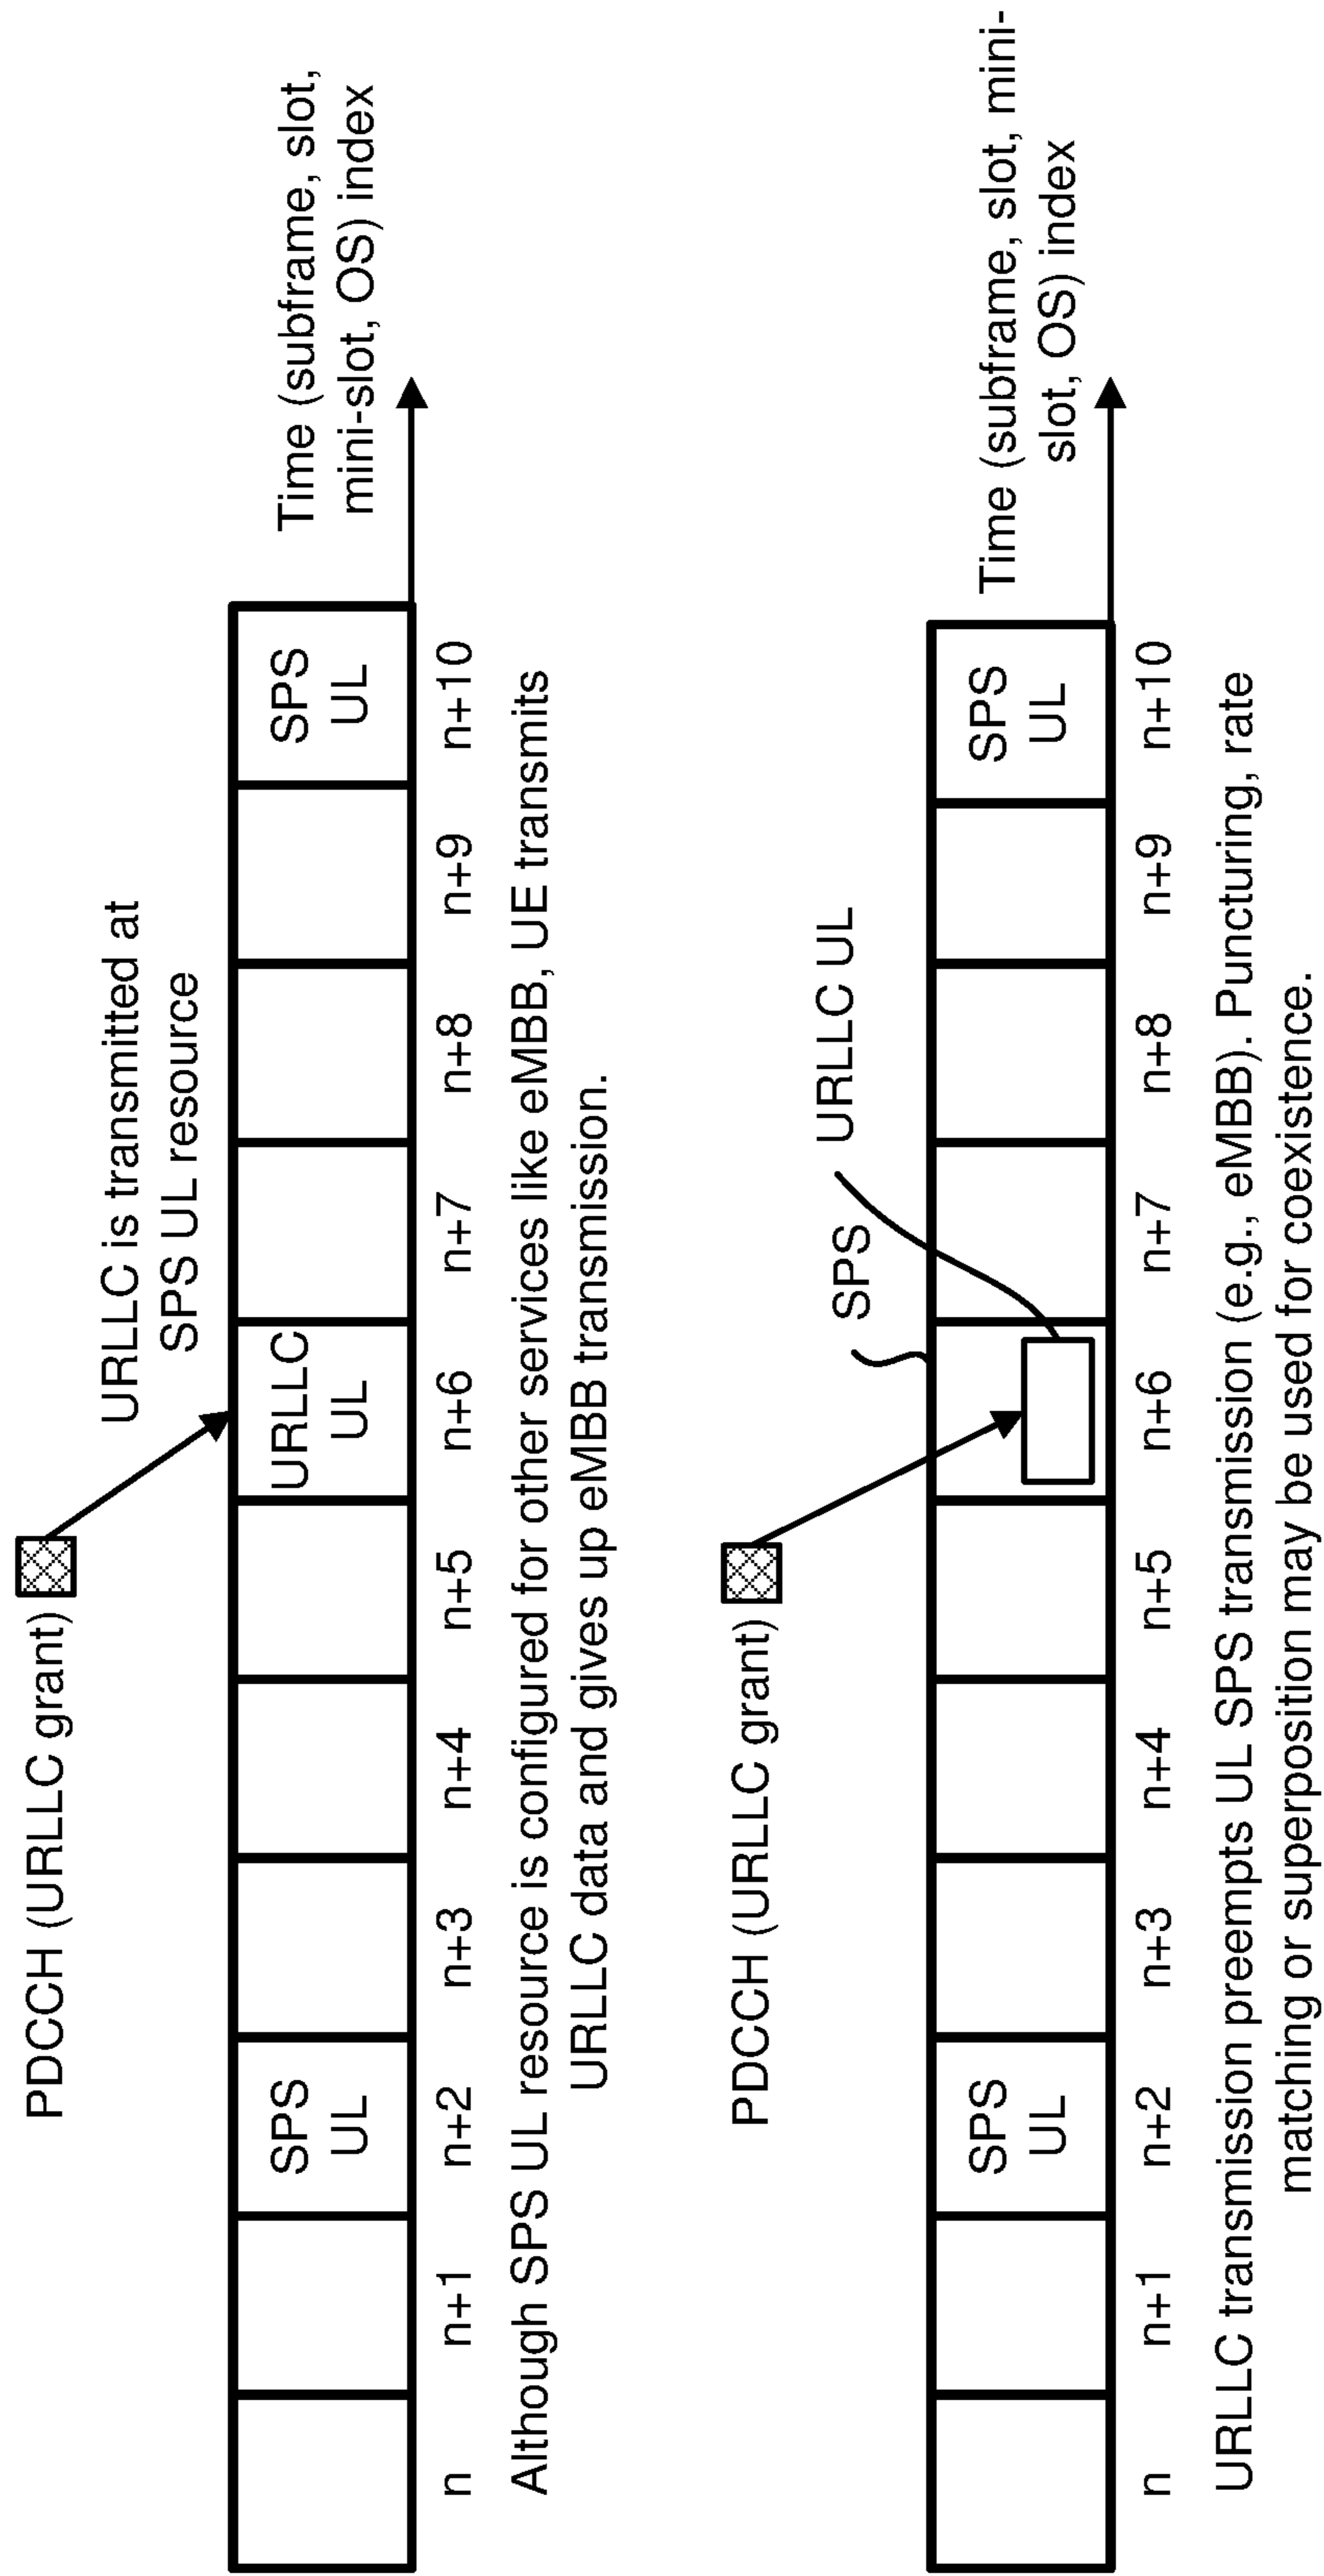 PDCCH (URLLC grant)
URLLC is transmitted at
SPS UL resource
Time (subframe, slot,
mini-slot, OS) index
SPS
UL
URLLC
UL
SPS
UL
n n+1 n+2 n+3 n+4 n+5 n+6 n+7 n+8 n+9 n+10
Although SPS UL resource is configured for other services like eMBB, UE transmits
URLLC data and gives up eMBB transmission.
PDCCH (URLLC grant)
SPS
URLLC UL
Time (subframe, slot, mini-
slot, OS) index
SPS
UL
SPS
UL
n n+1 n+2 n+3 n+4 n+5 n+6 n+7 n+8 n+9 n+10
URLLC transmission preempts UL SPS transmission (e.g., eMBB). Puncturing, rate
matching or superposition may be used for coexistence.